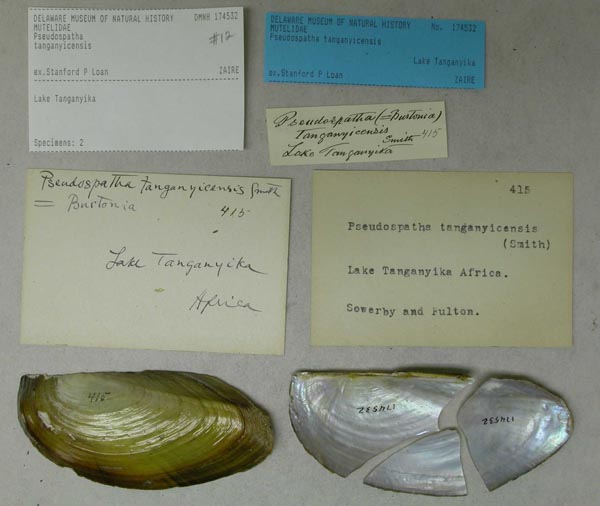 DELAWARE MUSEUM OF NATURAL HISTORY
MUTELIDAE DMNH 174532
Pseudospatha
tanganyicensis
#12
ex.Stanford P Loan ZAIRE
Lake Tanganyika
Specimens: 2
DELAWARE MUSEUM OF NATURAL HISTORY No. 174532
MUTELIDAE
Pseudospatha tanganyicensis
Lake Tanganyika
ex.Stanford P Loan ZAIRE
Pseudospatha (=Burtonia)
tanganyicensis Smith 415
Lake Tanganyika
Pseudospatha tanganyicensis Smith
= Burtonia 415
Lake Tanganyika
Africa
415
Pseudospatha tanganyicensis
(Smith)
Lake Tanganyika Africa.
Sowerby and Fulton.
415
174532
174532